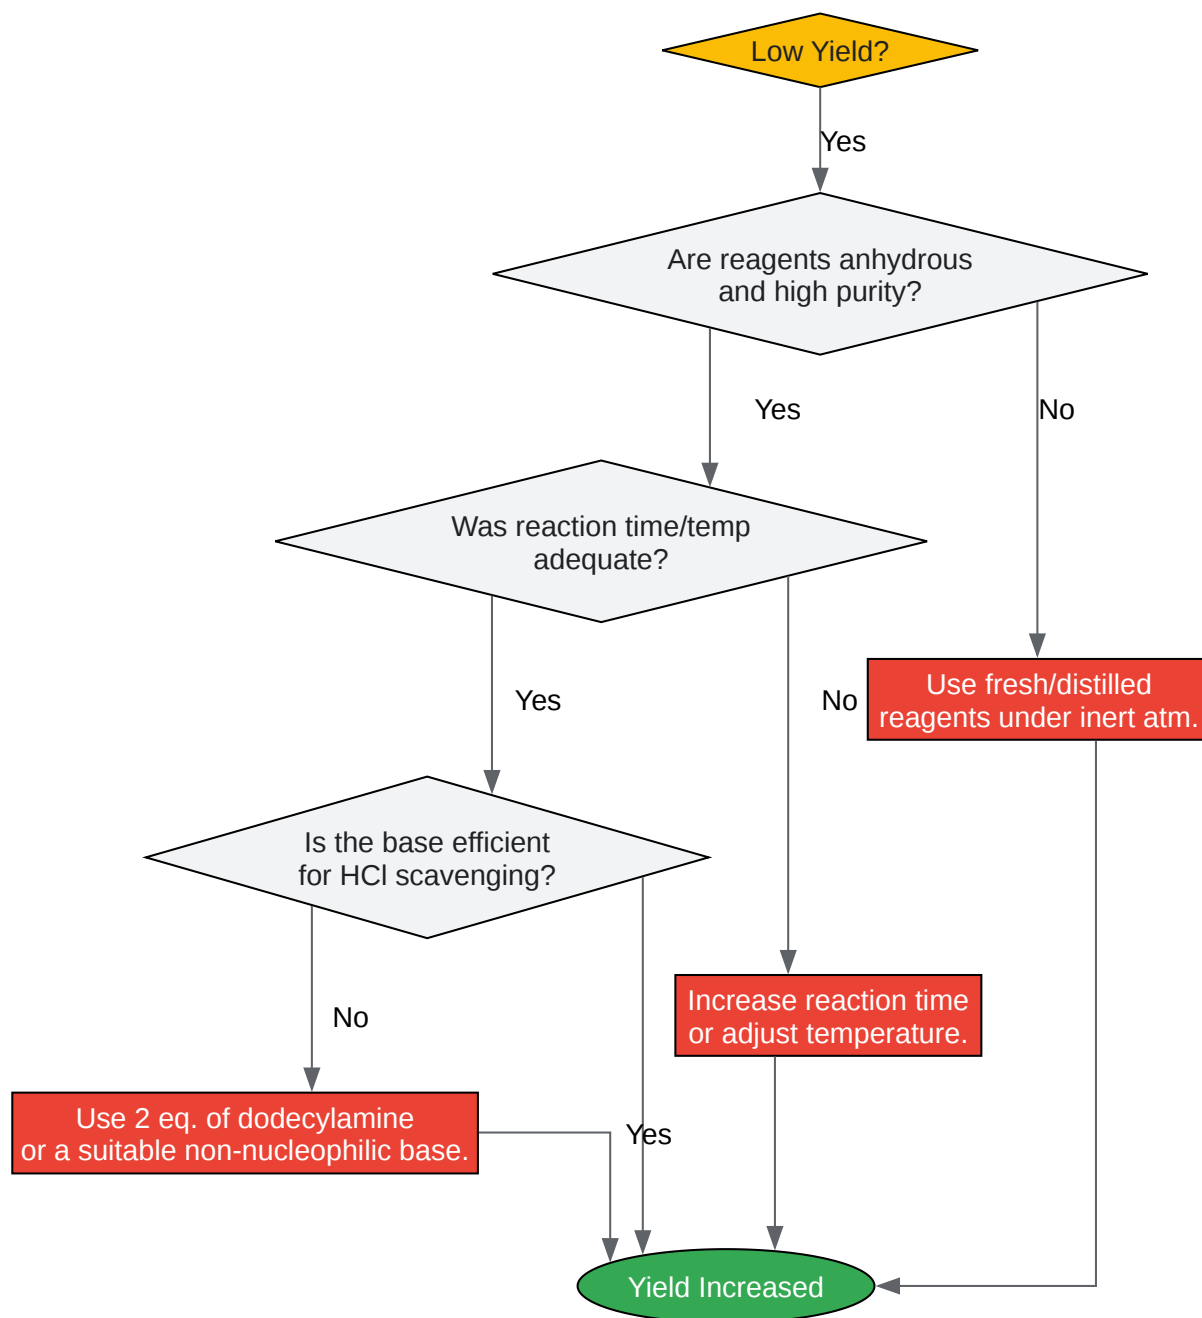 Low Yield?
Yes
Are reagents anhydrous
and high purity?
Yes
No
Was reaction time/temp
adequate?
Yes
No
Use fresh/distilled
reagents under inert atm.
Is the base efficient
for HCl scavenging?
No
Increase reaction time
or adjust temperature.
Use 2 eq. of dodecylamine
or a suitable non-nucleophilic base.
Yes
Yield Increased